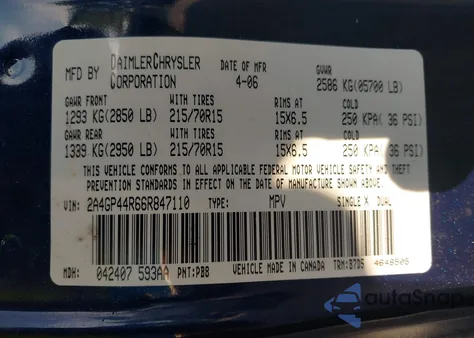 MFD BY DAIMLERCHRYSLER CORPORATION DATE OF MFR 4-06 GVWR 2586 KG(05700 LB)
GAWR FRONT WITH TIRES RIMS AT COLD
1293 KG(2850 LB) 215/70R15 15X6.5 250 KPA( 36 PSI)
GAWR REAR WITH TIRES RIMS AT COLD
1339 KG(2950 LB) 215/70R15 15X6.5 250 KPA( 36 PSI)
THIS VEHICLE CONFORMS TO ALL APPLICABLE FEDERAL MOTOR VEHICLE SAFETY AND THEFT
PREVENTION STANDARDS IN EFFECT ON THE DATE OF MANUFACTURE SHOWN ABOVE.
VIN: 2A4GP44R66R847110 TYPE: MPV SINGLE X DUAL
MDH: 042407 593AA PNT:PB8 VEHICLE MADE IN CANADA TRM:B7D5 4648505
autoSnap